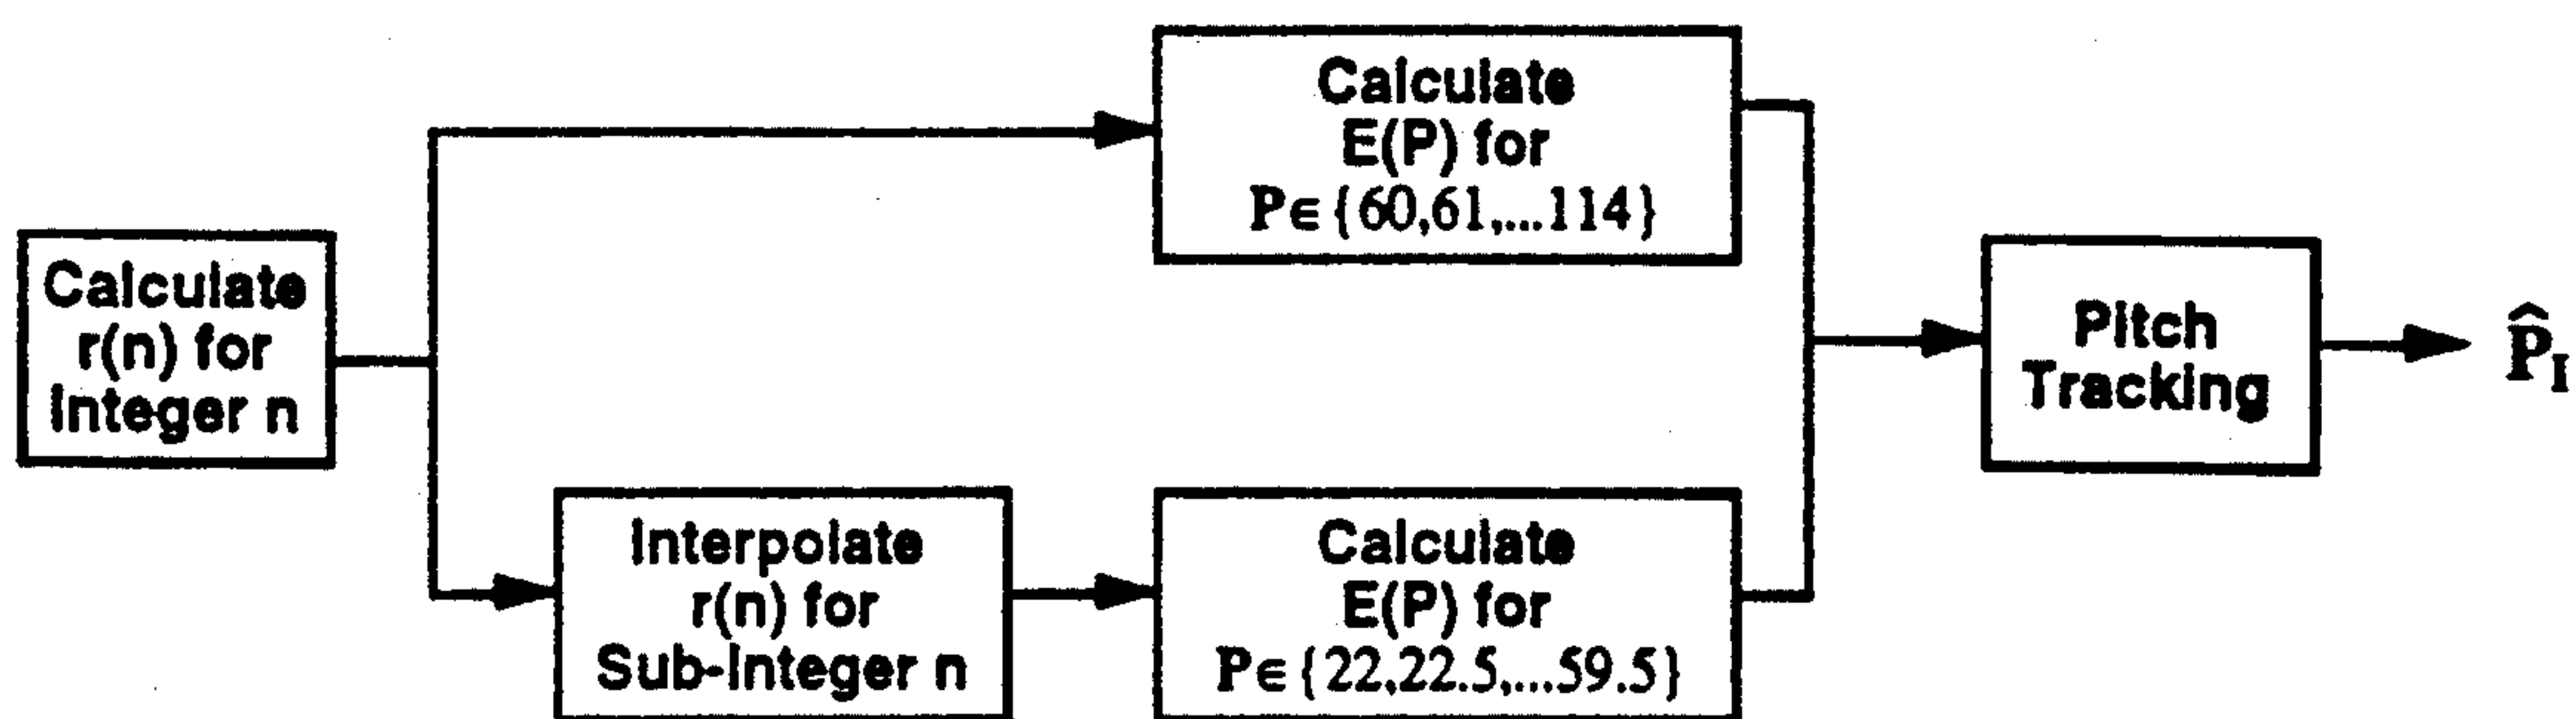 Calculate
r(n) for
Integer n
Calculate
E(P) for
P∈{60,61,...114}
Interpolate
r(n) for
Sub-Integer n
Calculate
E(P) for
P∈{22,22.5,...59.5}
Pitch
Tracking
P̂_I